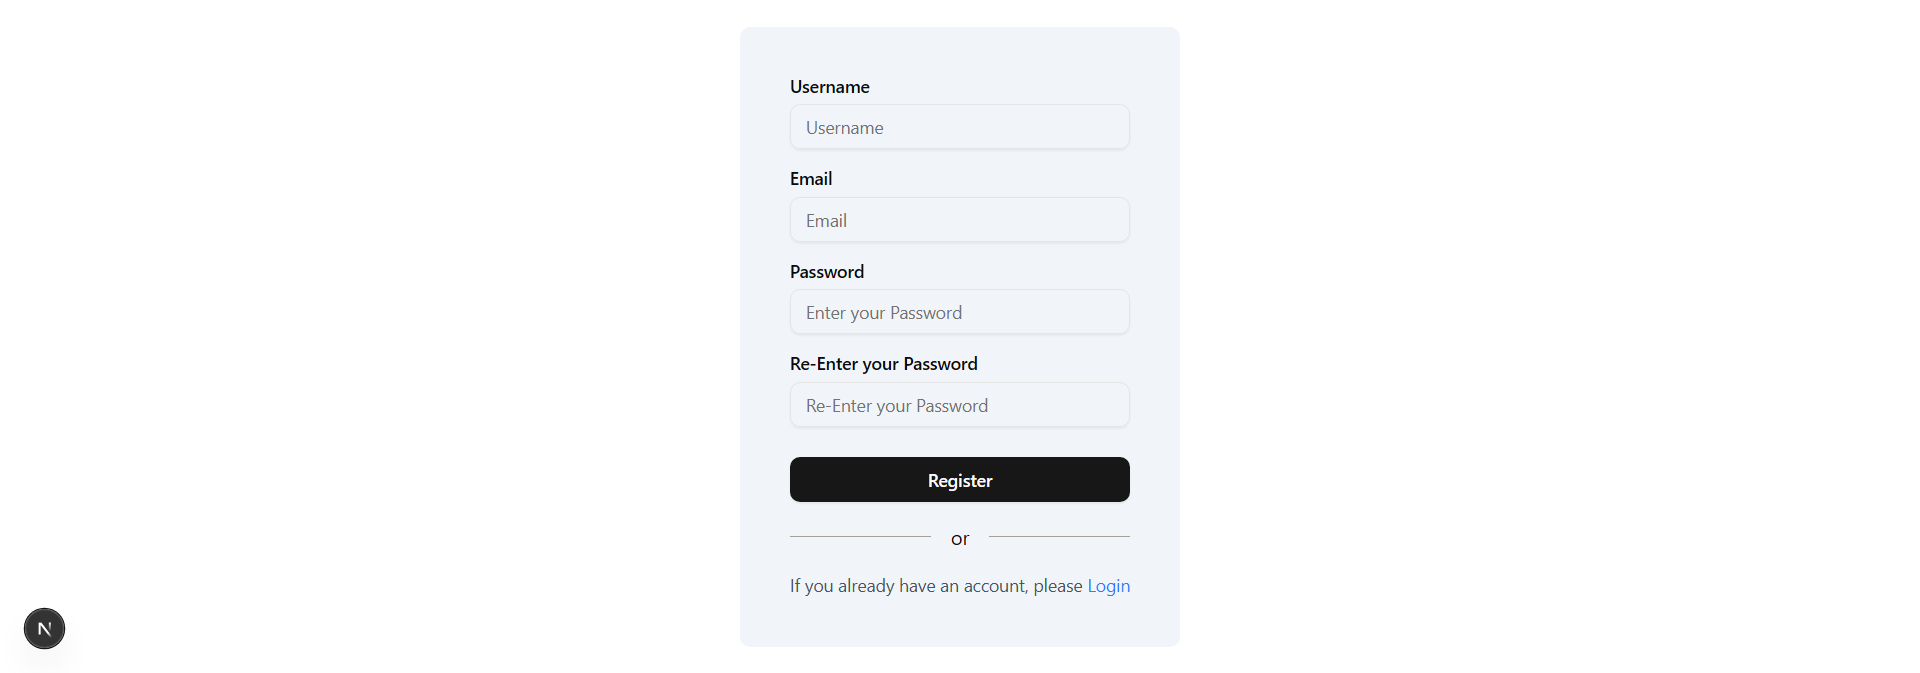 Username
Username
Email
Email
Password
Enter your Password
Re-Enter your Password
Re-Enter your Password
Register
or
If you already have an account, please Login
N